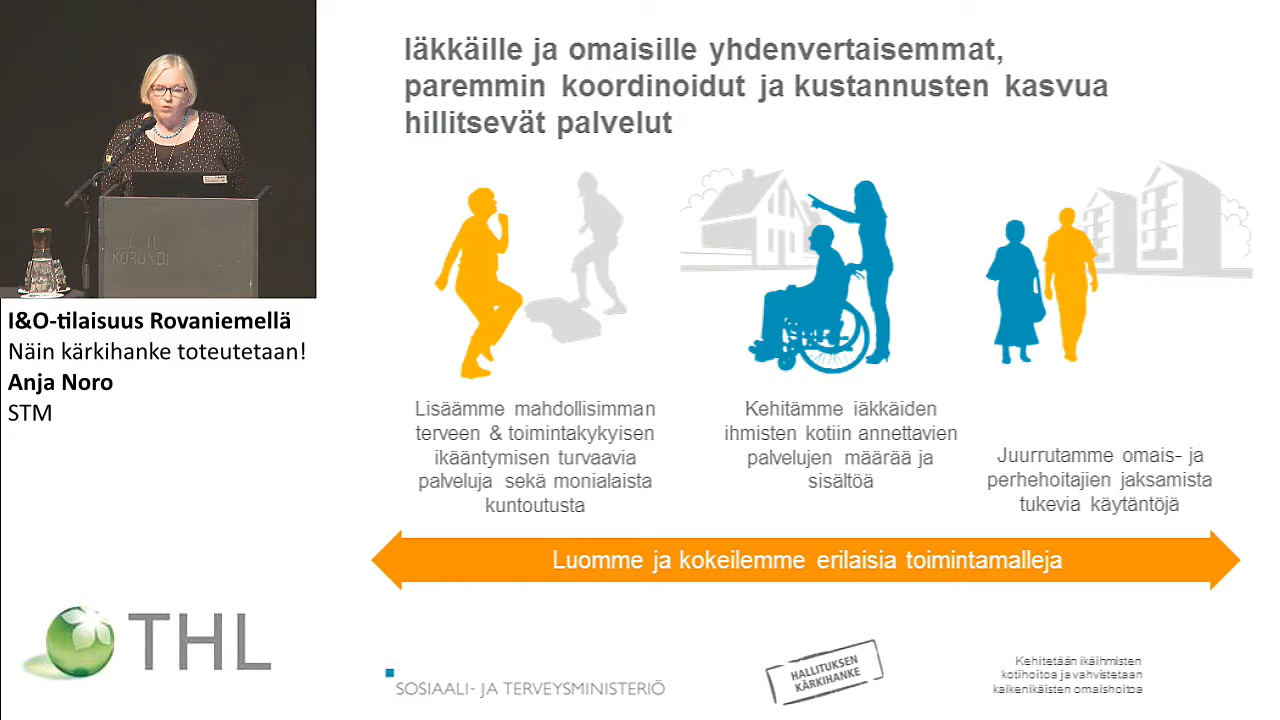 Iäkkäille ja omaisille yhdenvertaisemmat,
paremmin koordinoidut ja kustannusten kasvua
hillitsevät palvelut
KORUNDI
I&O-tilaisuus Rovaniemellä
Näin kärkihanke toteutetaan!
Anja Noro
STM
Lisäämme mahdollisimman
terveen & toimintakykyisen
ikääntymisen turvaavia
palveluja sekä monialaista
kuntoutusta
Kehitämme iäkkäiden
ihmisten kotiin annettavien
palvelujen määrää ja
sisältöä
Juurrutamme omais- ja
perhehoitajien jaksamista
tukevia käytäntöjä
Luomme ja kokeilemme erilaisia toimintamalleja
THL
SOSIAALI- JA TERVEYSMINISTERIÖ
HALLITUKSEN
KÄRKIHANKE
Kehitetään ikäihmisten
kotihoitoa ja vahvistetaan
kaikenikäisten omaishoitoa